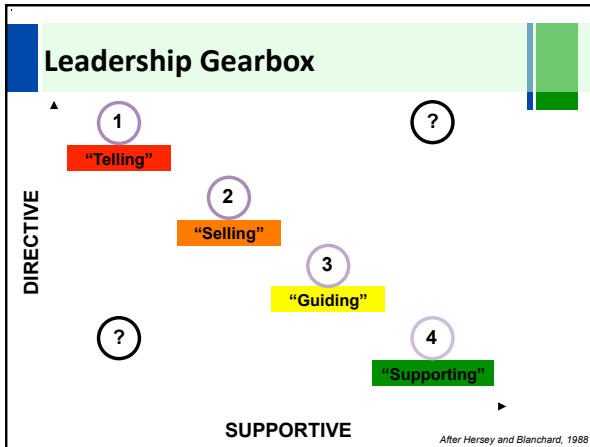 Leadership Gearbox
1
?
“Telling”
2
“Selling”
DIRECTIVE
3
“Guiding”
?
4
“Supporting”
SUPPORTIVE
After Hersey and Blanchard, 1988